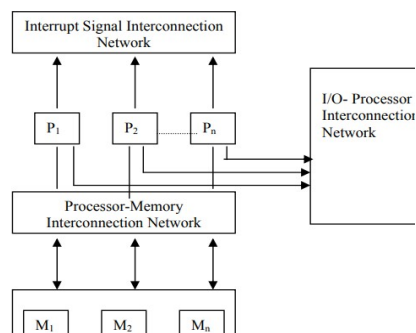 Interrupt Signal Interconnection
Network
I/O- Processor
Interconnection
Network
P1
P2
Pn
Processor-Memory
Interconnection Network
M1
M2
Mn